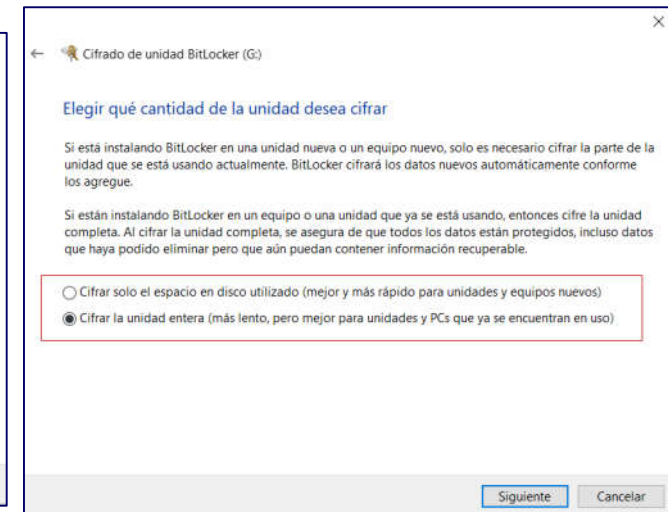 Cifrado de unidad BitLocker (G:)
Elegir qué cantidad de la unidad desea cifrar
Si está instalando BitLocker en una unidad nueva o un equipo nuevo, solo es necesario cifrar la parte de la
unidad que se está usando actualmente. BitLocker cifrará los datos nuevos automáticamente conforme
los agregue.
Si están instalando BitLocker en un equipo o una unidad que ya se está usando, entonces cifre la unidad
completa. Al cifrar la unidad completa, se asegura de que todos los datos están protegidos, incluso datos
que haya podido eliminar pero que aún puedan contener información recuperable.
Cifrar solo el espacio en disco utilizado (mejor y más rápido para unidades y equipos nuevos)
Cifrar la unidad entera (más lento, pero mejor para unidades y PCs que ya se encuentran en uso)
Siguiente Cancelar